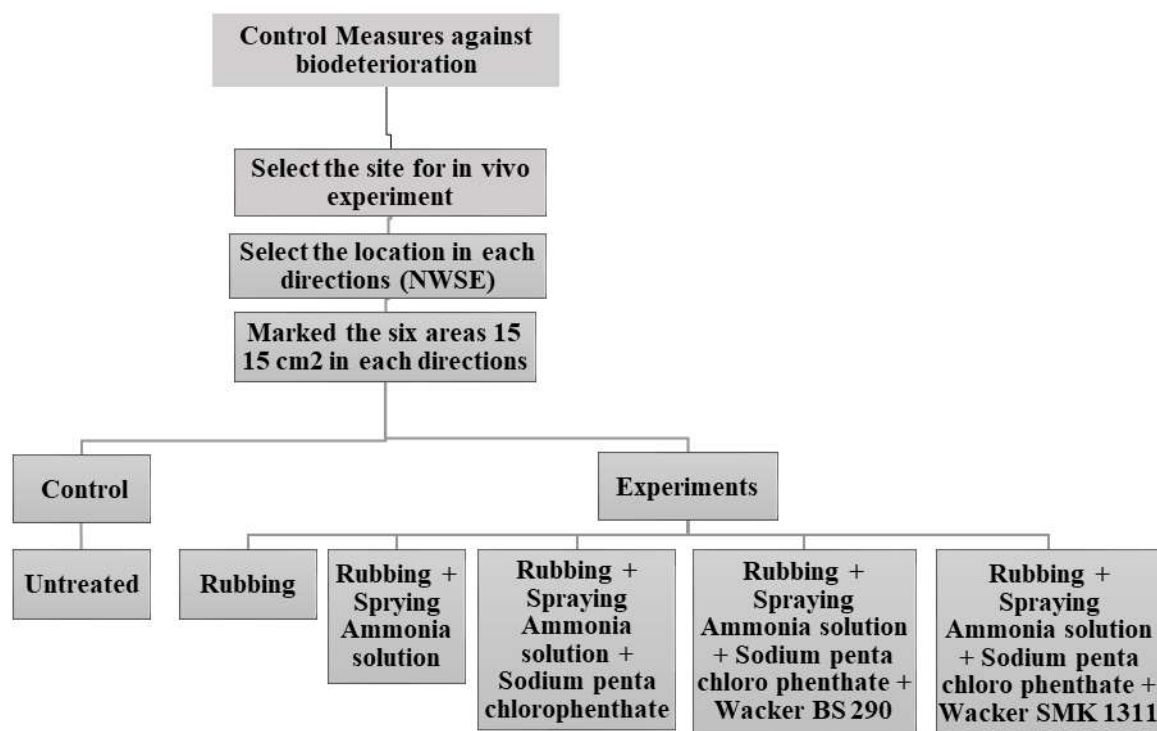 Control Measures against
biodeterioration
Select the site for in vivo
experiment
Select the location in each
directions (NWSE)
Marked the six areas 15
15 cm2 in each directions
Control
Experiments
Untreated
Rubbing
Rubbing +
Sprying
Ammonia
solution
Rubbing +
Spraying
Ammonia
solution +
Sodium penta
chlorophenthate
Rubbing +
Spraying
Ammonia solution
+ Sodium penta
chloro phenthate +
Wacker BS 290
Rubbing +
Spraying
Ammonia solution
+ Sodium penta
chloro phenthate +
Wacker SMK 1311